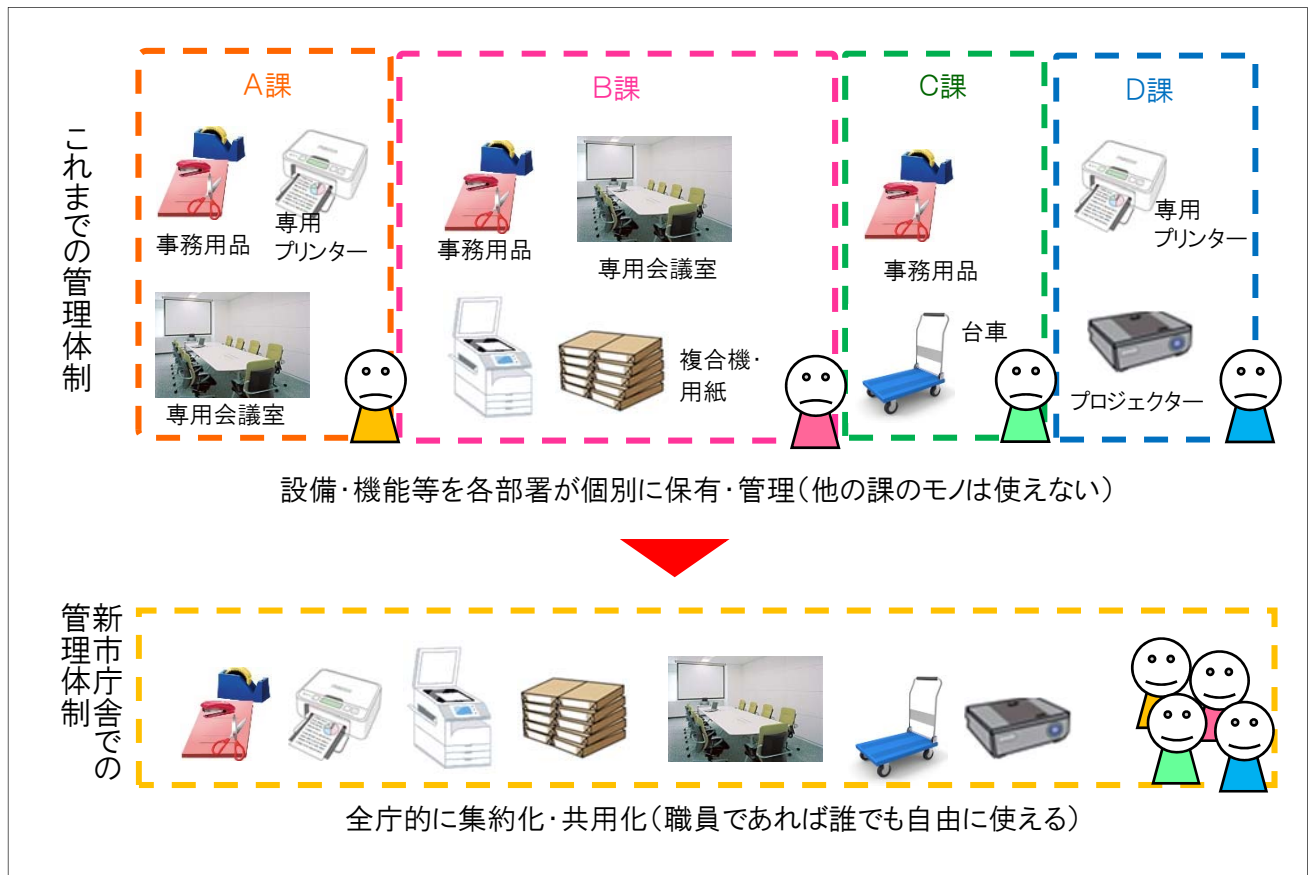 これまでの管理体制
A課
事務用品
専用
プリンター
専用会議室
B課
事務用品
専用会議室
複合機・
用紙
C課
事務用品
台車
D課
専用
プリンター
プロジェクター
設備・機能等を各部署が個別に保有・管理（他の課のモノは使えない）
新市庁舎での
管理体制
全庁的に集約化・共用化（職員であれば誰でも自由に使える）